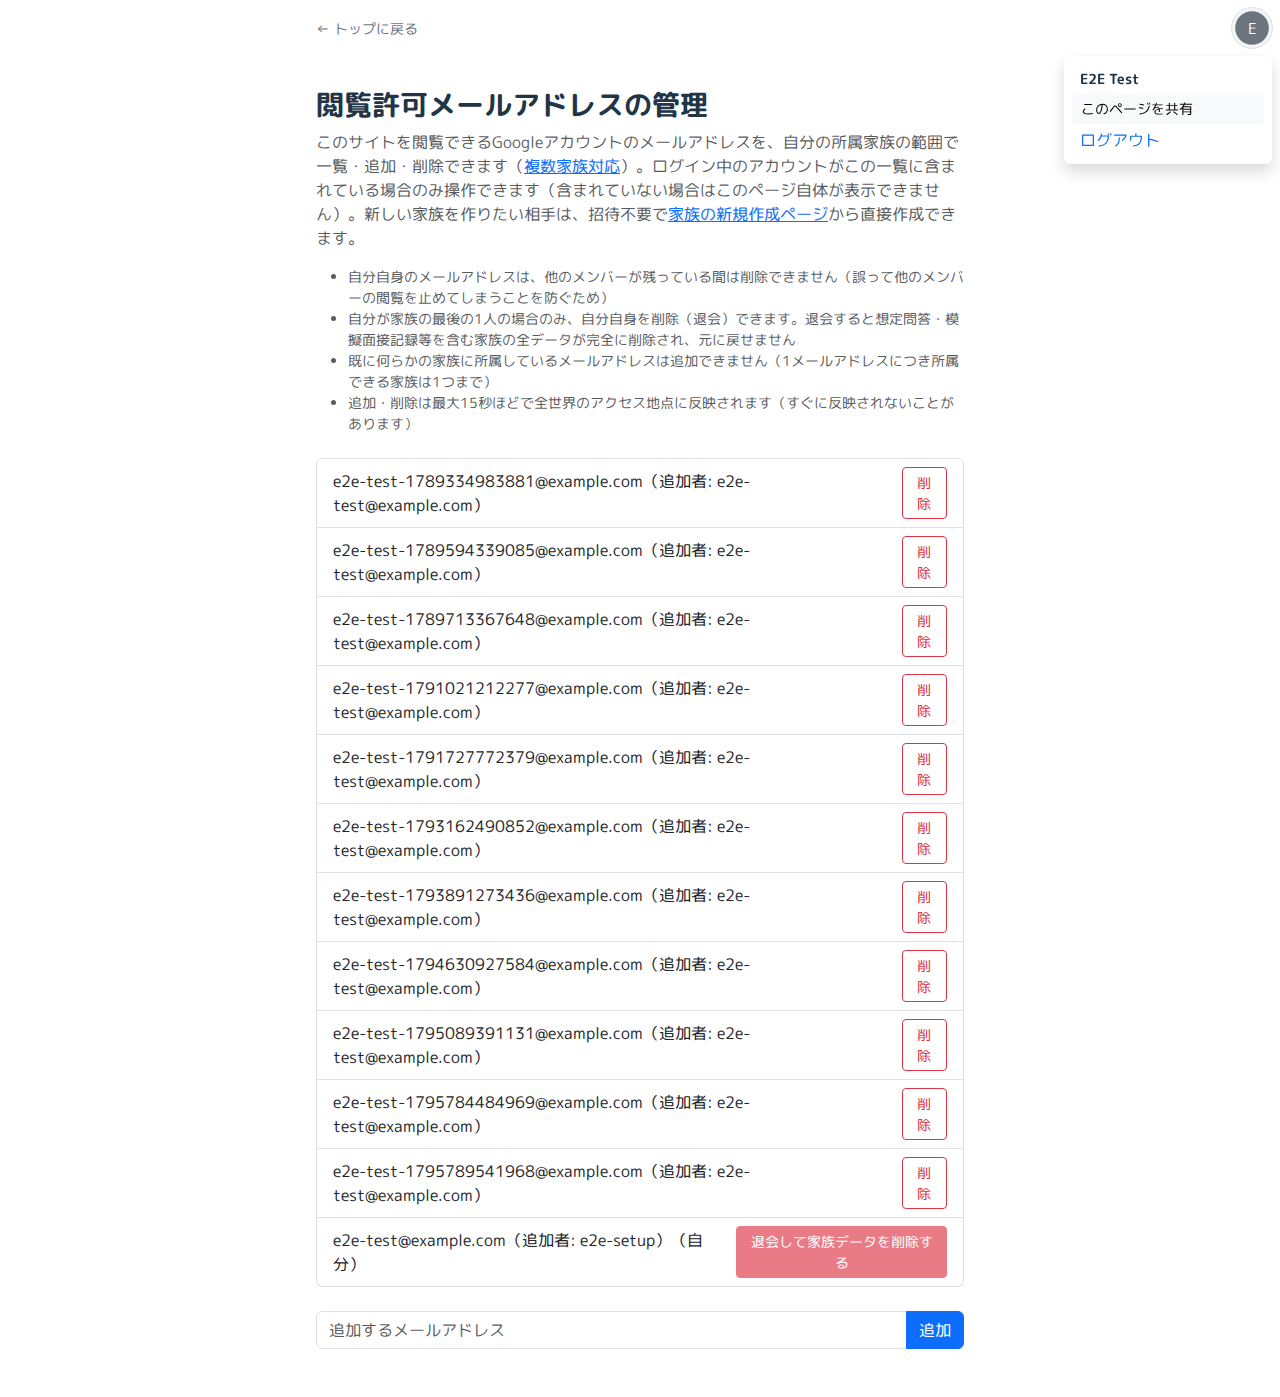 ← トップに戻る
E
E2E Test
このページを共有
ログアウト
閲覧許可メールアドレスの管理
このサイトを閲覧できるGoogleアカウントのメールアドレスを、自分の所属家族の範囲で
一覧・追加・削除できます（複数家族対応）。ログイン中のアカウントがこの一覧に含ま
れている場合のみ操作できます（含まれていない場合はこのページ自体が表示できませ
ん）。新しい家族を作りたい相手は、招待不要で家族の新規作成ページから直接作成でき
ます。
• 自分自身のメールアドレスは、他のメンバーが残っている間は削除できません（誤って他のメンバ
ーの閲覧を止めてしまうことを防ぐため）
• 自分が家族の最後の1人の場合のみ、自分自身を削除（退会）できます。退会すると想定問答・模
擬面接記録等を含む家族の全データが完全に削除され、元に戻せません
• 既に何らかの家族に所属しているメールアドレスは追加できません（1メールアドレスにつき所属
できる家族は1つまで）
• 追加・削除は最大15秒ほどで全世界のアクセス地点に反映されます（すぐに反映されないことが
あります）
e2e-test-1789334983881@example.com（追加者: e2e-
test@example.com）
削
除
e2e-test-1789594339085@example.com（追加者: e2e-
test@example.com）
削
除
e2e-test-1789713367648@example.com（追加者: e2e-
test@example.com）
削
除
e2e-test-1791021212277@example.com（追加者: e2e-
test@example.com）
削
除
e2e-test-1791727772379@example.com（追加者: e2e-
test@example.com）
削
除
e2e-test-1793162490852@example.com（追加者: e2e-
test@example.com）
削
除
e2e-test-1793891273436@example.com（追加者: e2e-
test@example.com）
削
除
e2e-test-1794630927584@example.com（追加者: e2e-
test@example.com）
削
除
e2e-test-1795089391131@example.com（追加者: e2e-
test@example.com）
削
除
e2e-test-1795784484969@example.com（追加者: e2e-
test@example.com）
削
除
e2e-test-1795789541968@example.com（追加者: e2e-
test@example.com）
削
除
e2e-test@example.com（追加者: e2e-setup）（自
分）
退会して家族データを削除す
る
追加するメールアドレス
追加